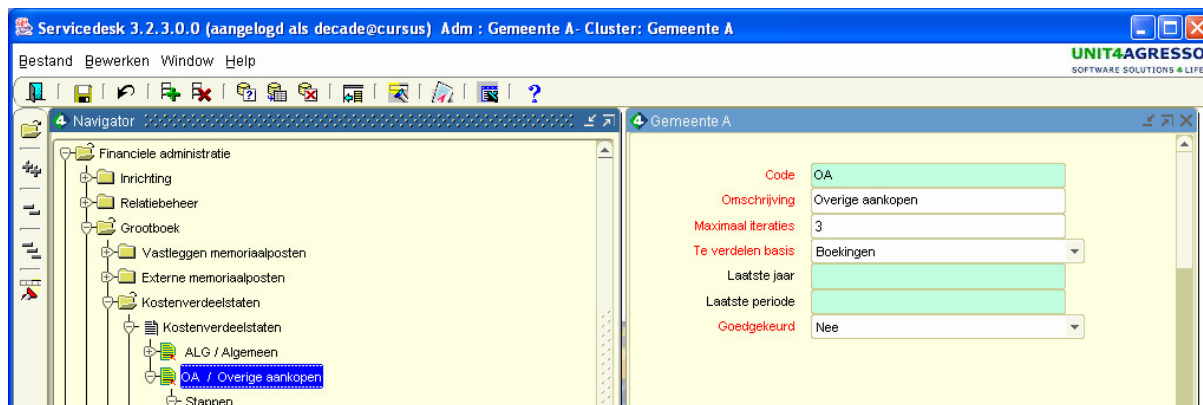 Servicedesk 3.2.3.0.0 (aangelogd als decade@cursus) Adm : Gemeente A- Cluster: Gemeente A
Bestand Bewerken Window Help
UNIT4AGRESSO
SOFTWARE SOLUTIONS 4 LIFE
4 Navigator
Financiele administratie
Inrichting
Relatiebeheer
Grootboek
Vastleggen memoriaalposten
Externe memoriaalposten
Kostenverdeelstaten
Kostenverdeelstaten
ALG / Algemeen
OA / Overige aankopen
Stappen
4 Gemeente A
Code OA
Omschrijving Overige aankopen
Maximaal iteraties 3
Te verdelen basis Boekingen
Laatste jaar
Laatste periode
Goedgekeurd Nee